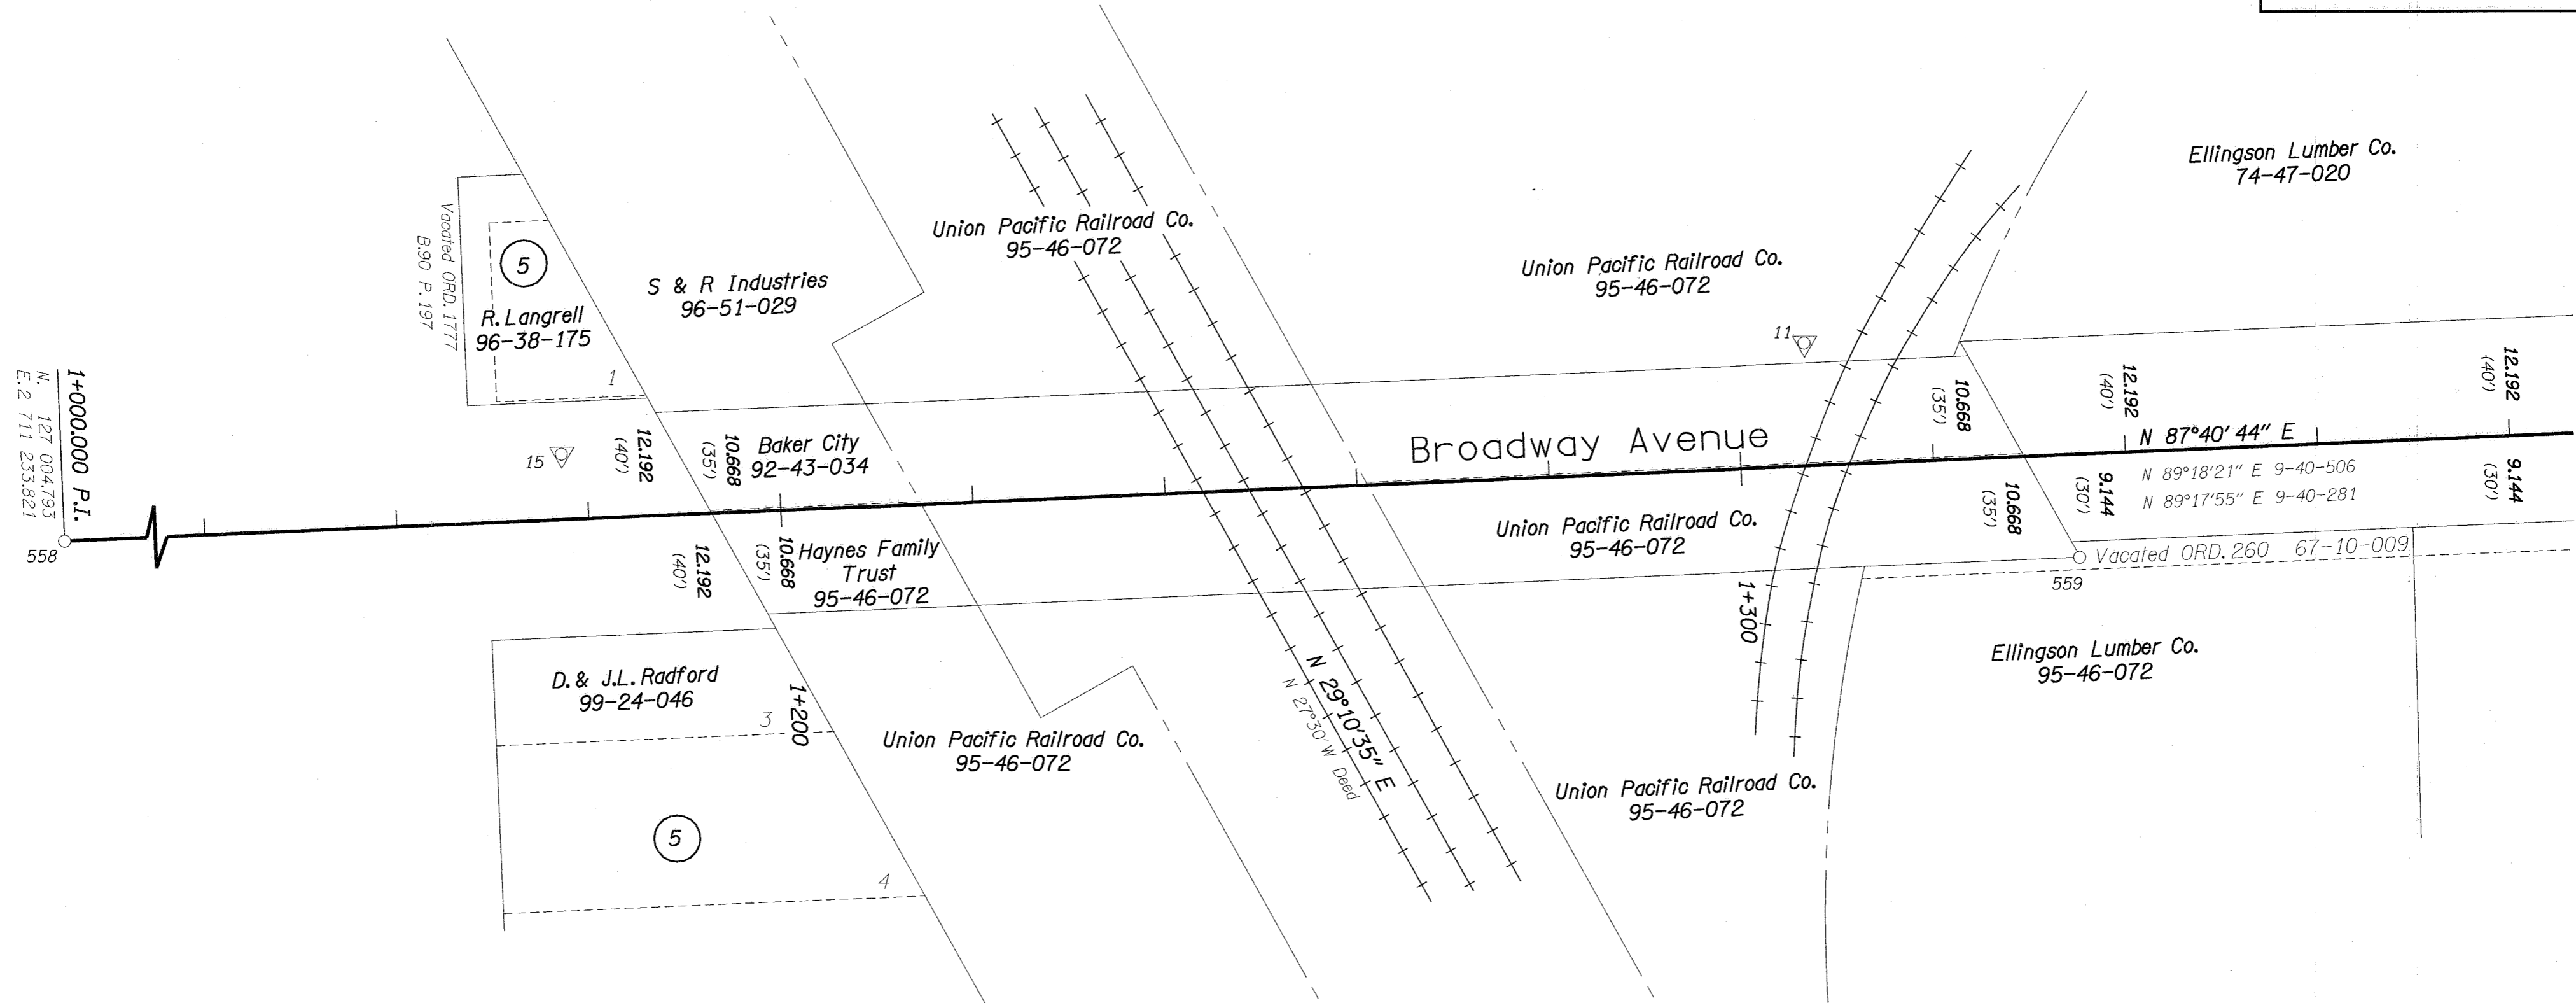 Vacated ORD. 1777
B.90 P. 197
5
R. Langrell
96-38-175
1
S & R Industries
96-51-029
Union Pacific Railroad Co.
95-46-072
Union Pacific Railroad Co.
95-46-072
Ellingson Lumber Co.
74-47-020
11
1+000.000 P.I.
N. 127 004.793
E. 2 711 233.821
558
15
12.192
(40')
10.668
(35')
Baker City
92-43-034
Broadway Avenue
10.668
(35')
12.192
(40')
12.192
(40')
N 87°40'44" E
N 89°18'21" E 9-40-506
N 89°17'55" E 9-40-281
12.192
(40')
10.668
(35')
Haynes Family
Trust
95-46-072
Union Pacific Railroad Co.
95-46-072
10.668
(35')
9.144
(30')
9.144
(30')
Vacated ORD. 260 67-10-009
559
1+300
D. & J.L. Radford
99-24-046
3
1+200
Union Pacific Railroad Co.
95-46-072
N 29°10'35" E
N 27°30' W Deed
Ellingson Lumber Co.
95-46-072
Union Pacific Railroad Co.
95-46-072
5
4